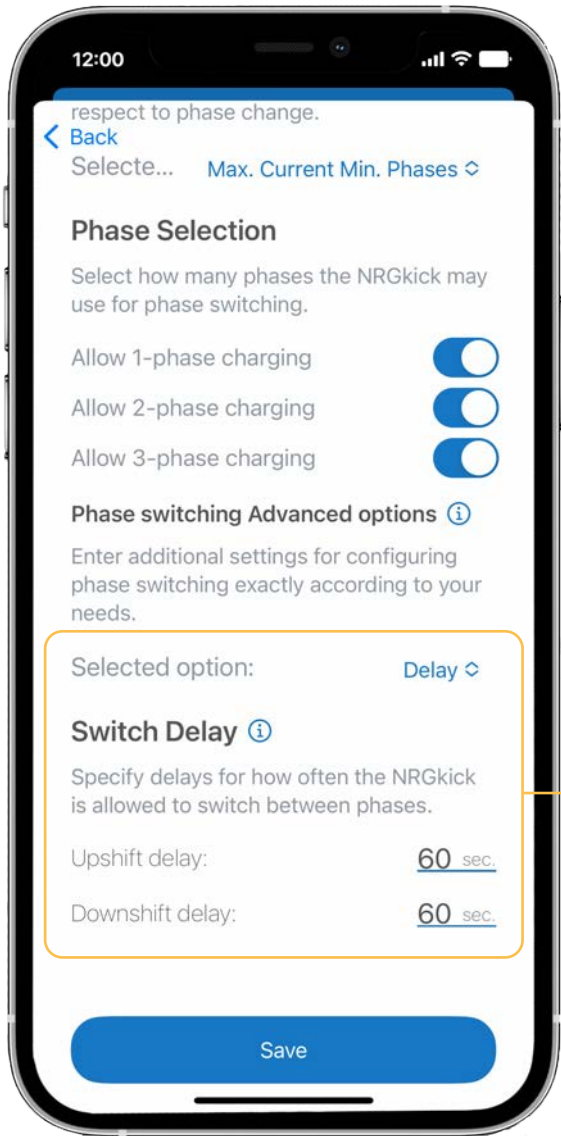 12:00
respect to phase change.
Back
Selecte... Max. Current Min. Phases
Phase Selection
Select how many phases the NRGkick may
use for phase switching.
Allow 1-phase charging
Allow 2-phase charging
Allow 3-phase charging
Phase switching Advanced options
Enter additional settings for configuring
phase switching exactly according to your
needs.
Selected option: Delay
Switch Delay
Specify delays for how often the NRGkick
is allowed to switch between phases.
Upshift delay: 60 sec.
Downshift delay: 60 sec.
Save